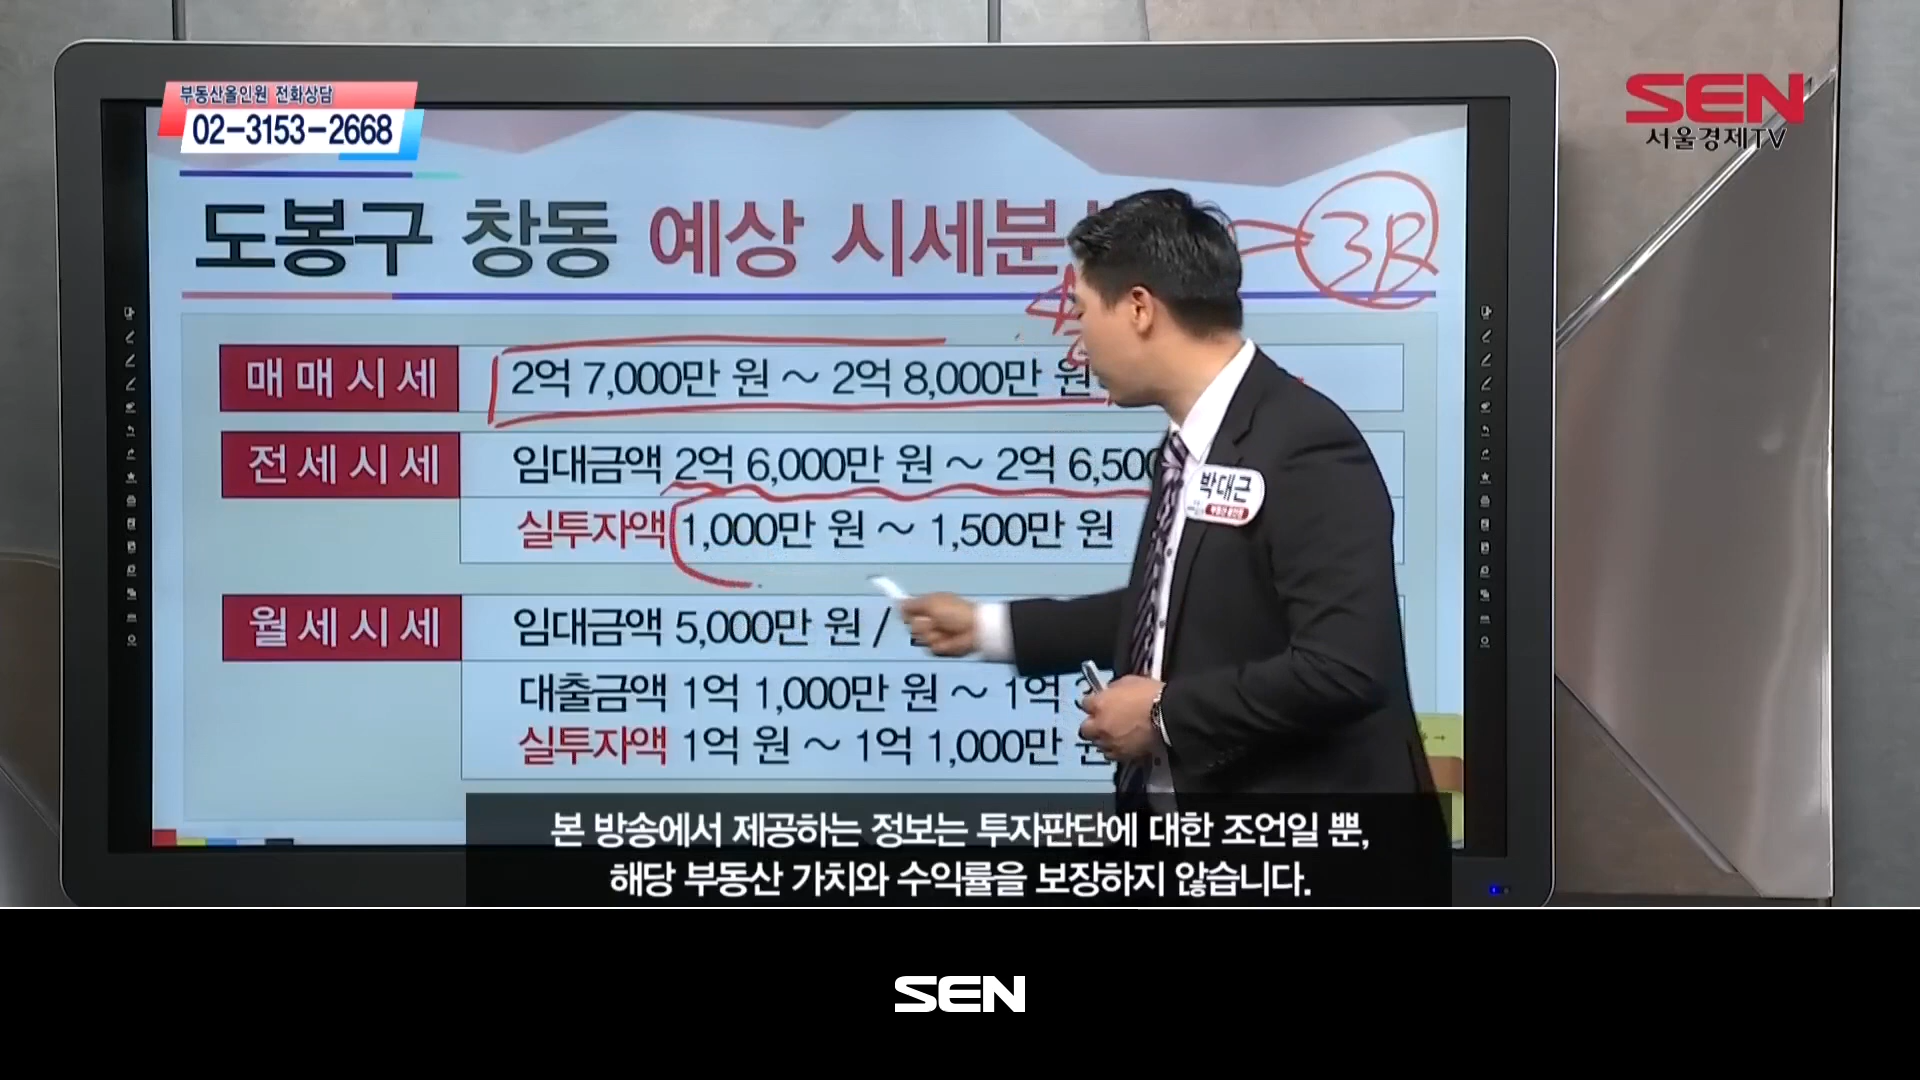 부동산올인원 전화상담
02-3153-2668
SEN
서울경제TV
도봉구 창동 예상 시세분
3R
매매시세 2억 7,000만 원 ~ 2억 8,000만 원
전세시세 임대금액 2억 6,000만 원 ~ 2억 6,500
실투자액 1,000만 원 ~ 1,500만 원
박대근
월세시세 임대금액 5,000만 원 /
대출금액 1억 1,000만 원 ~ 1억
실투자액 1억 원 ~ 1억 1,000만 원
본 방송에서 제공하는 정보는 투자판단에 대한 조언일 뿐,
해당 부동산 가치와 수익률을 보장하지 않습니다.
SEN